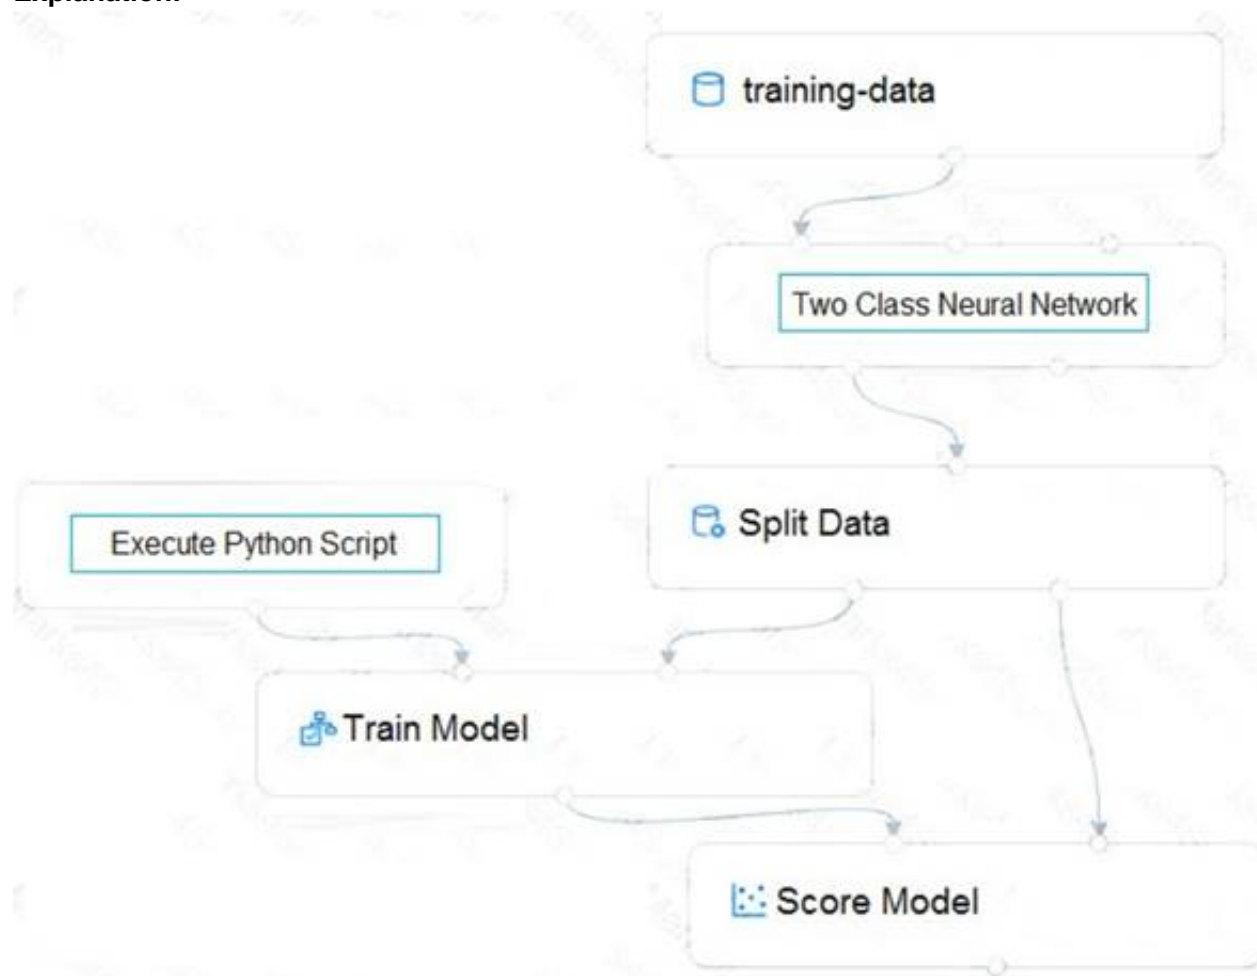 Explanation:
training-data
Two Class Neural Network
Execute Python Script
Split Data
Train Model
Score Model